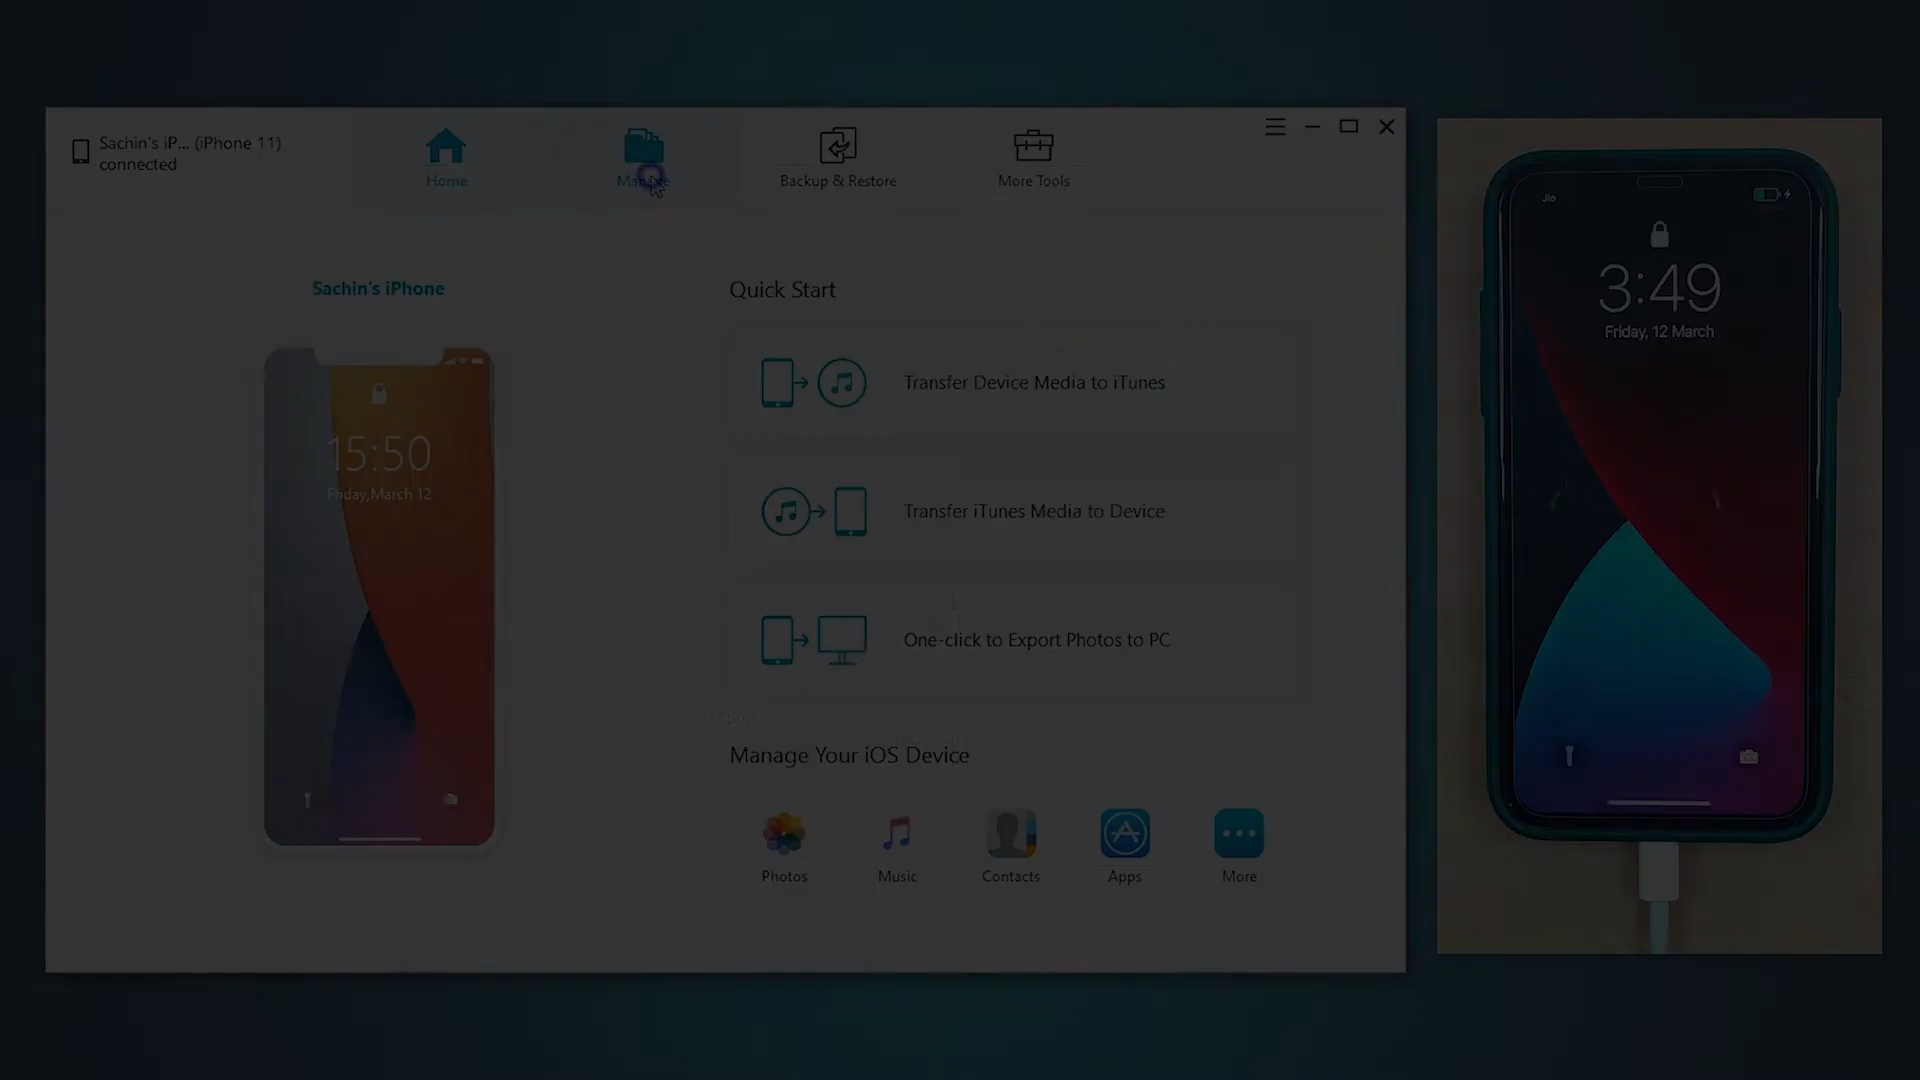 Sachin's iP... (iPhone 11)
connected
Home
Manage
Backup & Restore
More Tools
Sachin's iPhone
15:50
Friday,March 12
Quick Start
Transfer Device Media to iTunes
Transfer iTunes Media to Device
One-click to Export Photos to PC
Manage Your iOS Device
Photos
Music
Contacts
Apps
More
Jio
3:49
Friday, 12 March